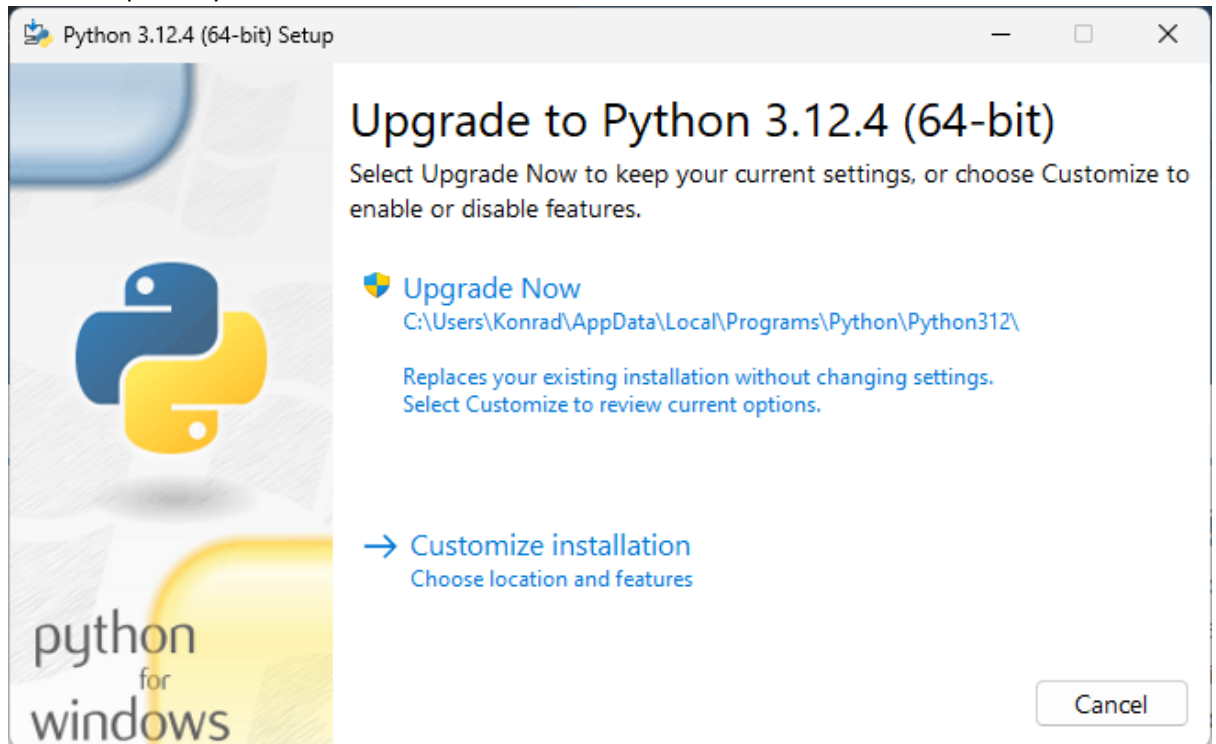 Python 3.12.4 (64-bit) Setup
Upgrade to Python 3.12.4 (64-bit)
Select Upgrade Now to keep your current settings, or choose Customize to
enable or disable features.
Upgrade Now
C:\Users\Konrad\AppData\Local\Programs\Python\Python312\
Replaces your existing installation without changing settings.
Select Customize to review current options.
Customize installation
Choose location and features
python
for
windows
Cancel